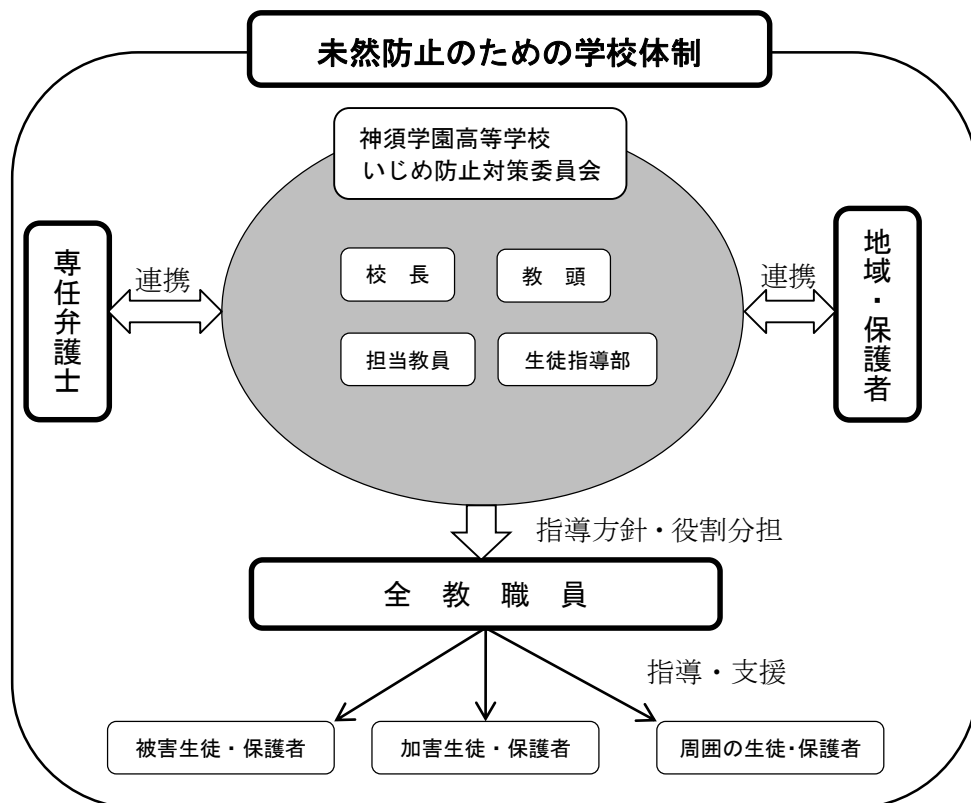 未然防止のための学校体制
神須学園高等学校
いじめ防止対策委員会
専任弁護士
連携
校　長
教　頭
担当教員
生徒指導部
連携
地域・保護者
指導方針・役割分担
全　教　職　員
指導・支援
被害生徒・保護者
加害生徒・保護者
周囲の生徒・保護者